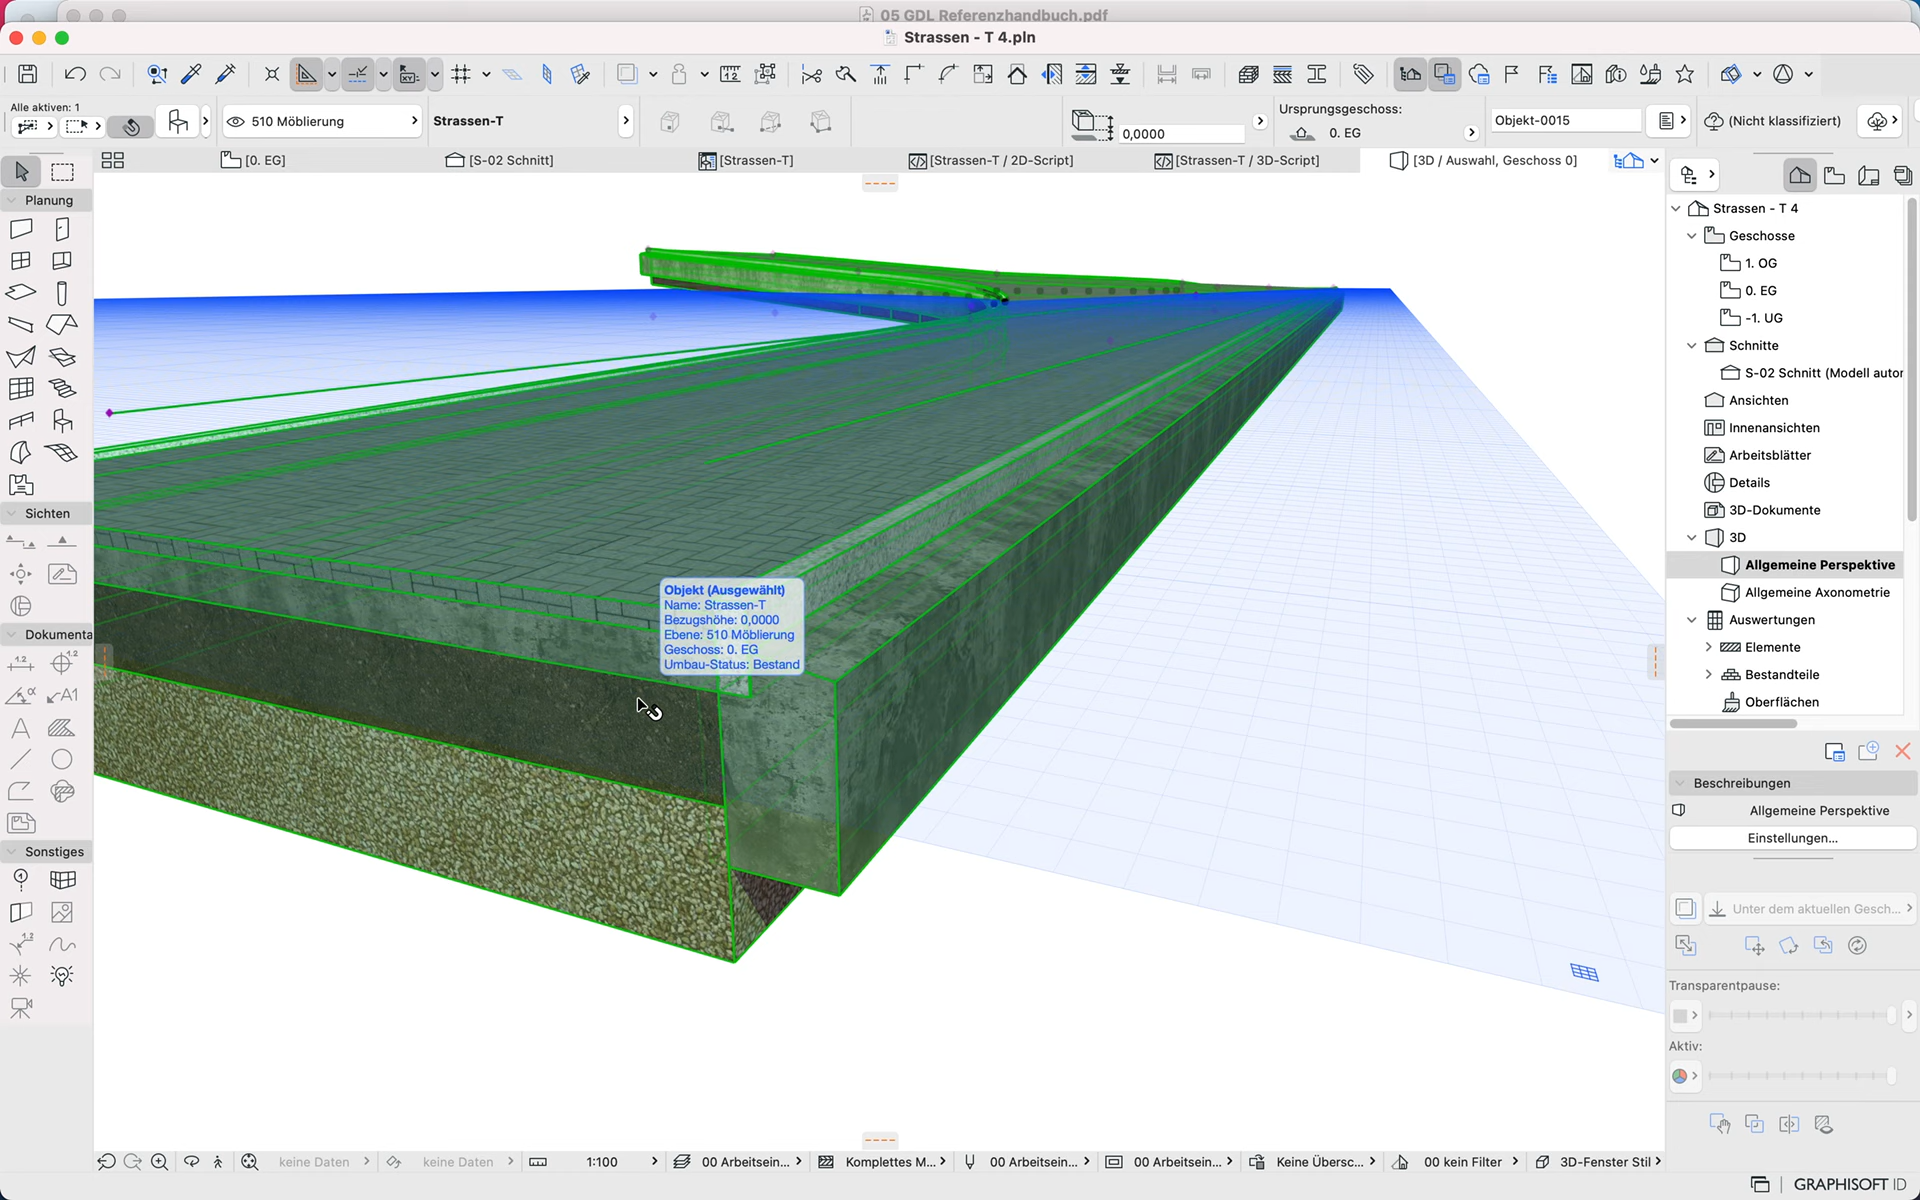 05 GDL Referenzhandbuch.pdf
Strassen - T 4.pln
Alle aktiven: 1
510 Möblierung
Strassen-T
0,0000
Ursprungsgeschoss:
0. EG
Objekt-0015
(Nicht klassifiziert)
[0. EG]
[S-02 Schnitt]
[Strassen-T]
[Strassen-T / 2D-Script]
[Strassen-T / 3D-Script]
[3D / Auswahl, Geschoss 0]
Planung
Sichten
Dokumenta
Sonstiges
Objekt (Ausgewählt)
Name: Strassen-T
Bezugshöhe: 0,0000
Ebene: 510 Möblierung
Geschoss: 0. EG
Umbau-Status: Bestand
Strassen - T 4
Geschosse
1. OG
0. EG
-1. UG
Schnitte
S-02 Schnitt (Modell autor
Ansichten
Innenansichten
Arbeitsblätter
Details
3D-Dokumente
3D
Allgemeine Perspektive
Allgemeine Axonometrie
Auswertungen
Elemente
Bestandteile
Oberflächen
Beschreibungen
Allgemeine Perspektive
Einstellungen...
Unter dem aktuellen Gesch...
Transparentpause:
Aktiv:
keine Daten
keine Daten
1:100
00 Arbeitsein...
Komplettes M...
00 Arbeitsein...
00 Arbeitsein...
Keine Übersc...
00 kein Filter
3D-Fenster Stil
GRAPHISOFT ID